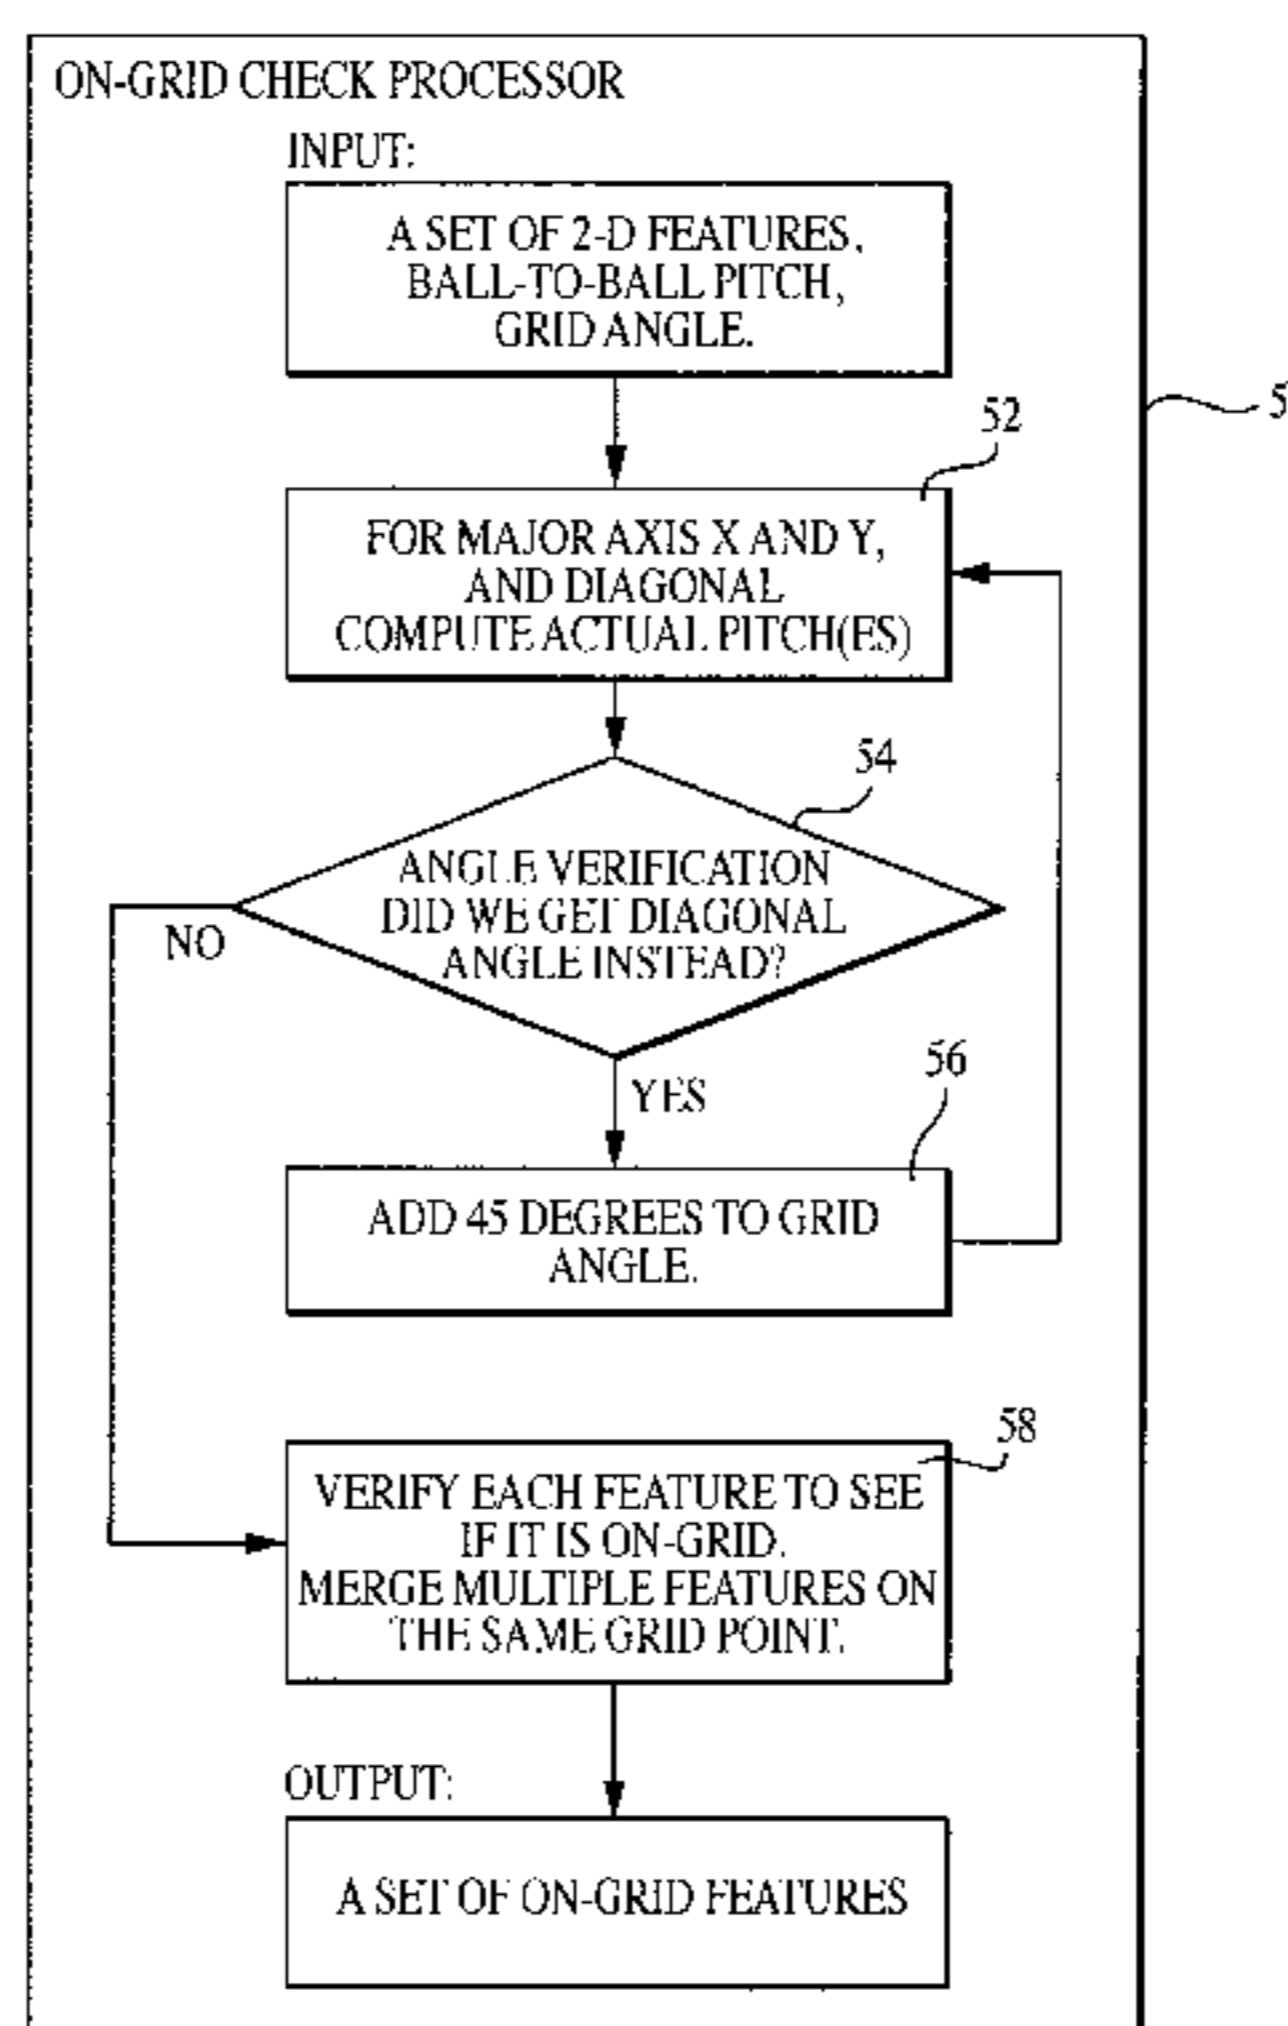 ON-GRID CHECK PROCESSOR
INPUT:
A SET OF 2-D FEATURES,
BALL-TO-BALL PITCH,
GRID ANGLE.
52
5
FOR MAJOR AXIS X AND Y,
AND DIAGONAL
COMPUTE ACTUAL PITCH(ES)
54
ANGLE VERIFICATION
DID WE GET DIAGONAL
ANGLE INSTEAD?
NO
YES
56
ADD 45 DEGREES TO GRID
ANGLE.
58
VERIFY EACH FEATURE TO SEE
IF IT IS ON-GRID.
MERGE MULTIPLE FEATURES ON
THE SAME GRID POINT.
OUTPUT:
A SET OF ON-GRID FEATURES